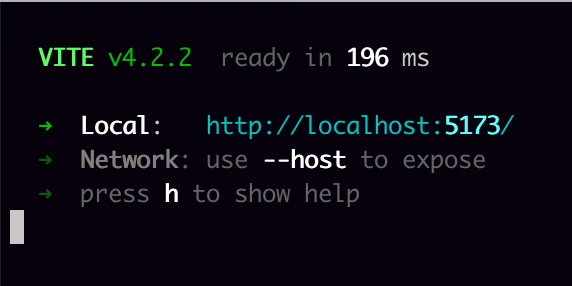 VITE v4.2.2 ready in 196 ms
➜ Local: http://localhost:5173/
➜ Network: use --host to expose
➜ press h to show help